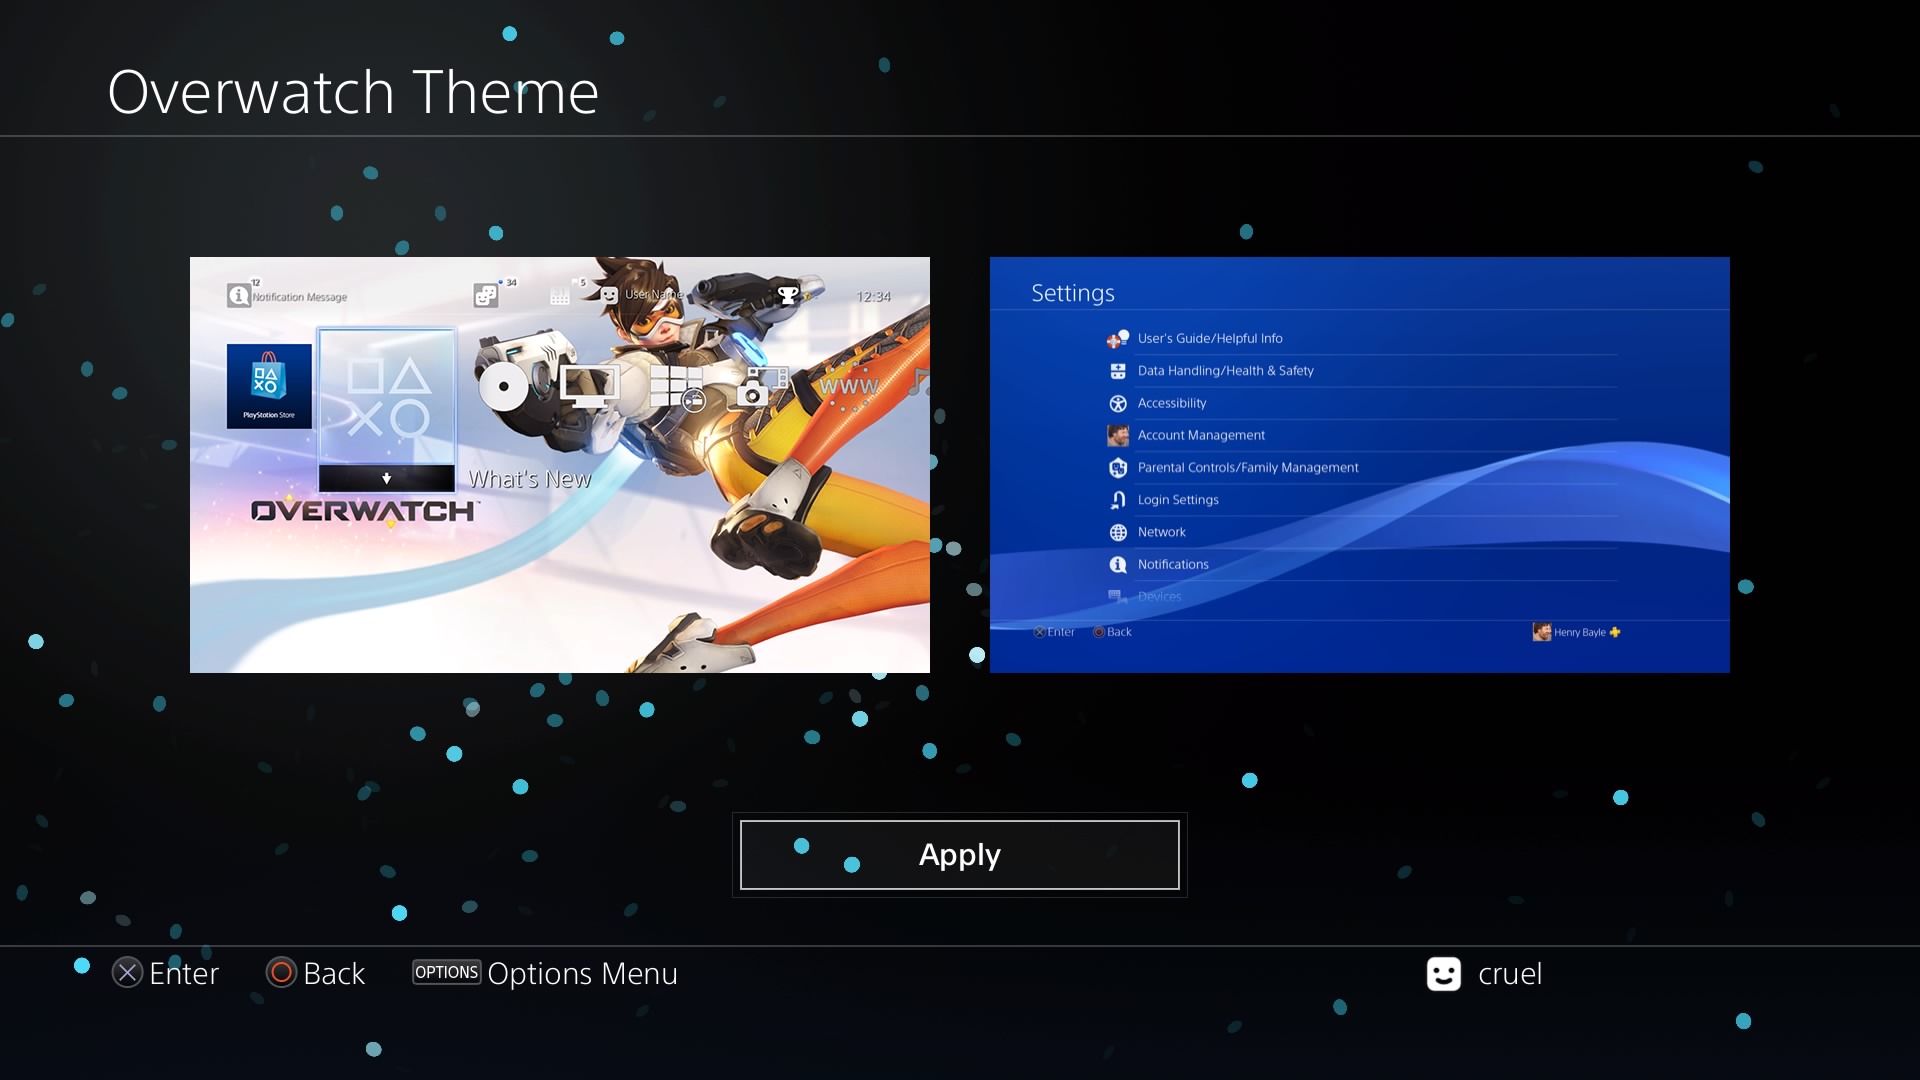 Overwatch Theme
12
Notification Message
34
5
User Name
12:34
PlayStation Store
WWW
What's New
OVERWATCH
Settings
User's Guide/Helpful Info
Data Handling/Health & Safety
Accessibility
Account Management
Parental Controls/Family Management
Login Settings
Network
Notifications
Devices
Enter Back
Henry Bayle
Apply
Enter Back OPTIONS Options Menu
cruel